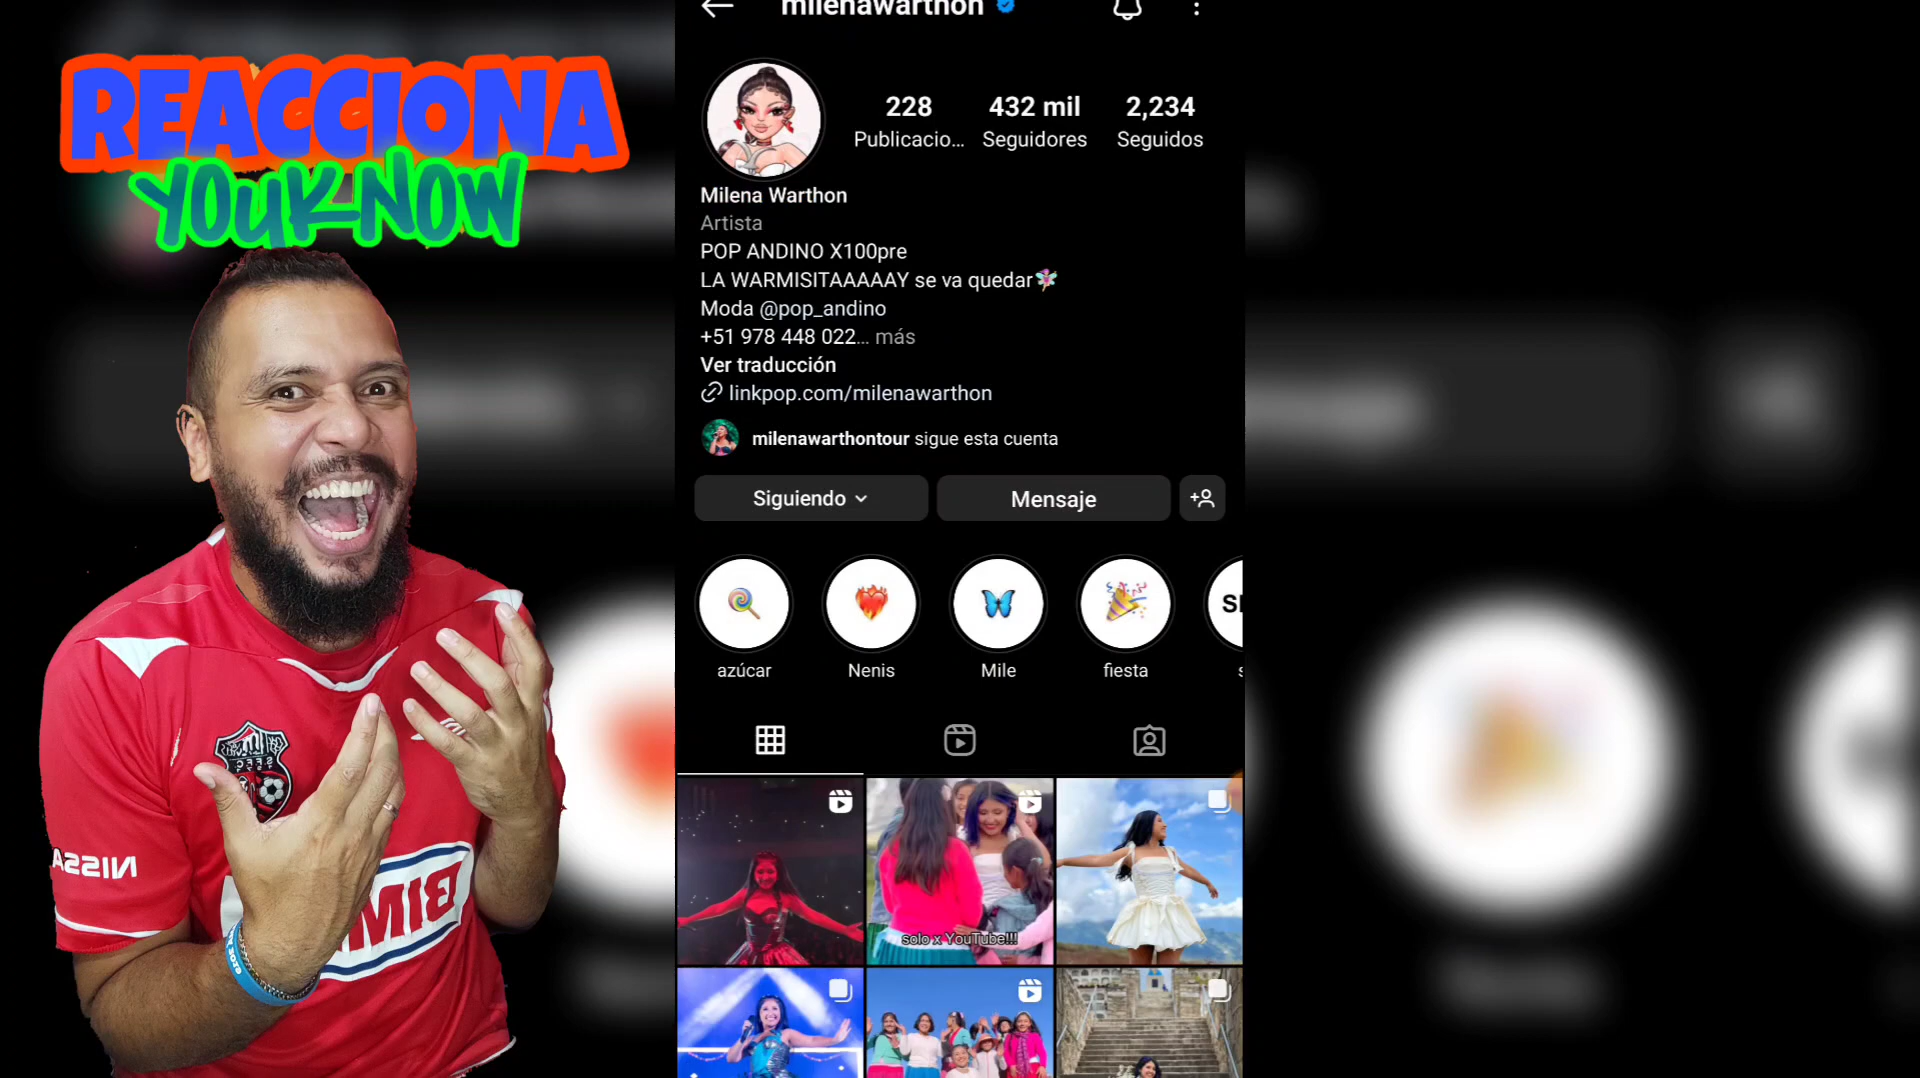 REACCIONA
YOUKNOW
milenawarthon
228
Publicacio...
432 mil
Seguidores
2,234
Seguidos
Milena Warthon
Artista
POP ANDINO X100pre
LA WARMISITAAAAAY se va quedar
Moda @pop_andino
+51 978 448 022... más
Ver traducción
linkpop.com/milenawarthon
milenawarthontour sigue esta cuenta
Siguiendo
Mensaje
azúcar
Nenis
Mile
fiesta
solo x YouTube!!!